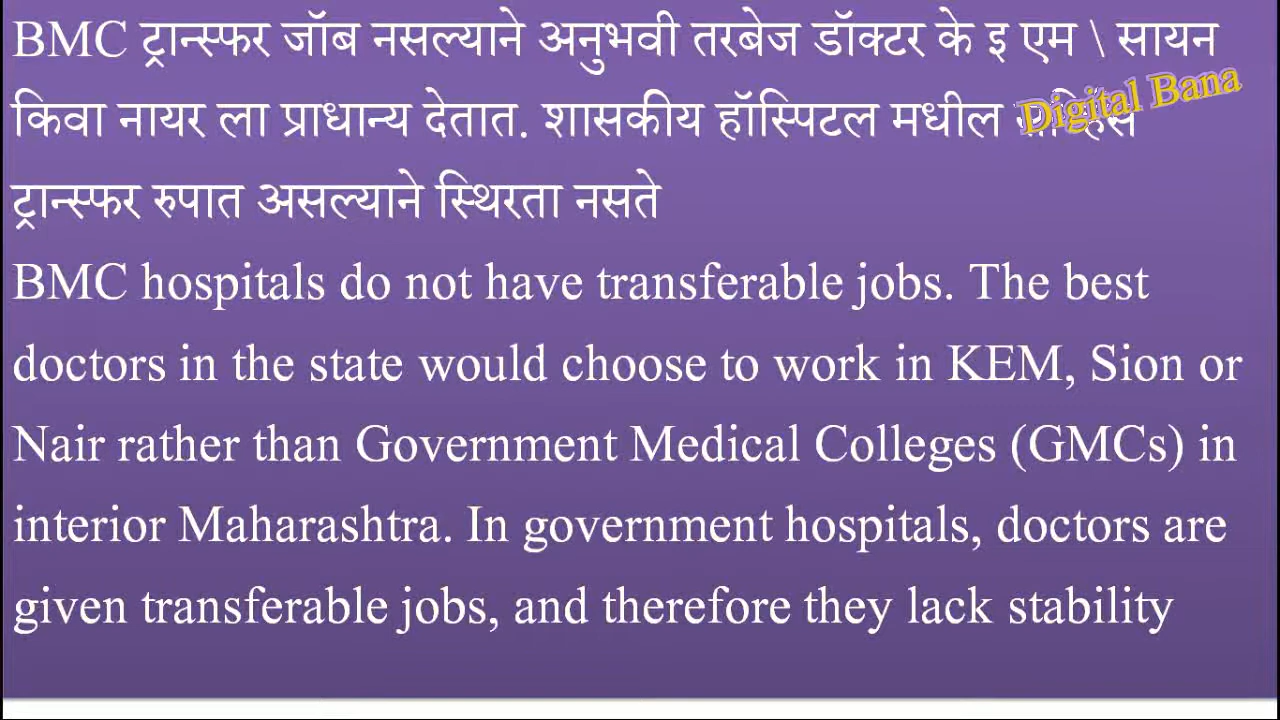 BMC ट्रान्स्फर जॉब नसल्याने अनुभवी तरबेज डॉक्टर के इ एम \ सायन
किवा नायर ला प्राधान्य देतात. शासकीय हॉस्पिटल मधील
Digital Bana
ट्रान्स्फर रुपात असल्याने स्थिरता नसते
BMC hospitals do not have transferable jobs. The best
doctors in the state would choose to work in KEM, Sion or
Nair rather than Government Medical Colleges (GMCs) in
interior Maharashtra. In government hospitals, doctors are
given transferable jobs, and therefore they lack stability